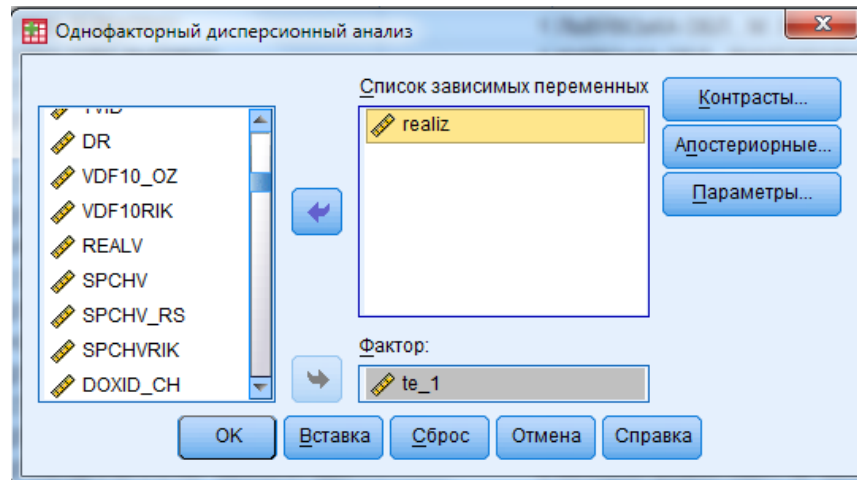 Однофакторный дисперсионный анализ
Список зависимых переменных
DR
VDF10_OZ
VDF10RIK
REALV
SPCHV
SPCHV_RS
SPCHVRIK
DOXID_CH
realiz
Фактор:
te_1
Контрасты...
Апостериорные...
Параметры...
OK
Вставка
Сброс
Отмена
Справка